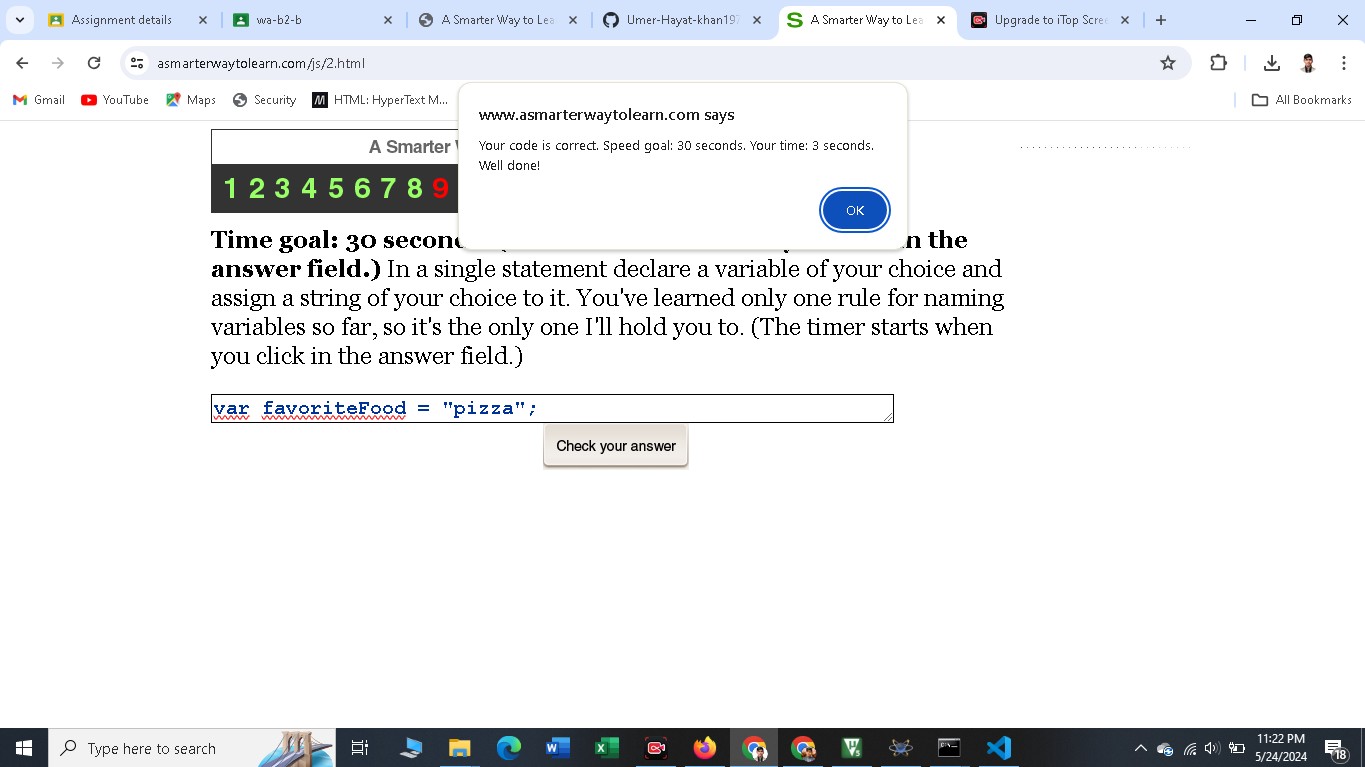 Assignment details
wa-b2-b
A Smarter Way to Lea
Umer-Hayat-khan197
A Smarter Way to Lea
Upgrade to iTop Scree
asmarterwaytolearn.com/js/2.html
Gmail
YouTube
Maps
Security
HTML: HyperText M...
All Bookmarks
www.asmarterwaytolearn.com says
Your code is correct. Speed goal: 30 seconds. Your time: 3 seconds.
Well done!
OK
A Smarter
1 2 3 4 5 6 7 8 9
Time goal: 30 secon n the
answer field.) In a single statement declare a variable of your choice and
assign a string of your choice to it. You've learned only one rule for naming
variables so far, so it's the only one I'll hold you to. (The timer starts when
you click in the answer field.)
var favoriteFood = "pizza";
Check your answer
Type here to search
11:22 PM
5/24/2024
18